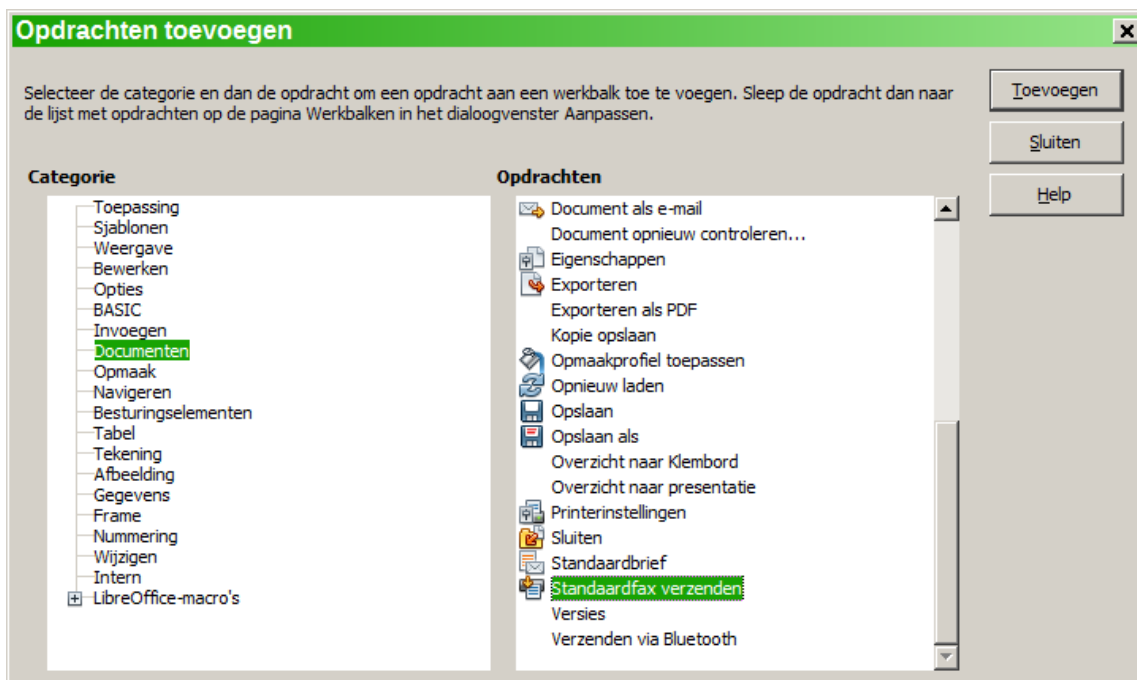 Opdrachten toevoegen
Selecteer de categorie en dan de opdracht om een opdracht aan een werkbalk toe te voegen. Sleep de opdracht dan naar
de lijst met opdrachten op de pagina Werkbalken in het dialoogvenster Aanpassen.
Toevoegen
Sluiten
Help
Categorie
Toepassing
Sjablonen
Weergave
Bewerken
Opties
BASIC
Invoegen
Documenten
Opmaak
Navigeren
Besturingselementen
Tabel
Tekening
Afbeelding
Gegevens
Frame
Nummering
Wijzigen
Intern
LibreOffice-macro's
Opdrachten
Document als e-mail
Document opnieuw controleren...
Eigenschappen
Exporteren
Exporteren als PDF
Kopie opslaan
Opmaakprofiel toepassen
Opnieuw laden
Opslaan
Opslaan als
Overzicht naar Klembord
Overzicht naar presentatie
Printerinstellingen
Sluiten
Standaardbrief
Standaardfax verzenden
Versies
Verzenden via Bluetooth